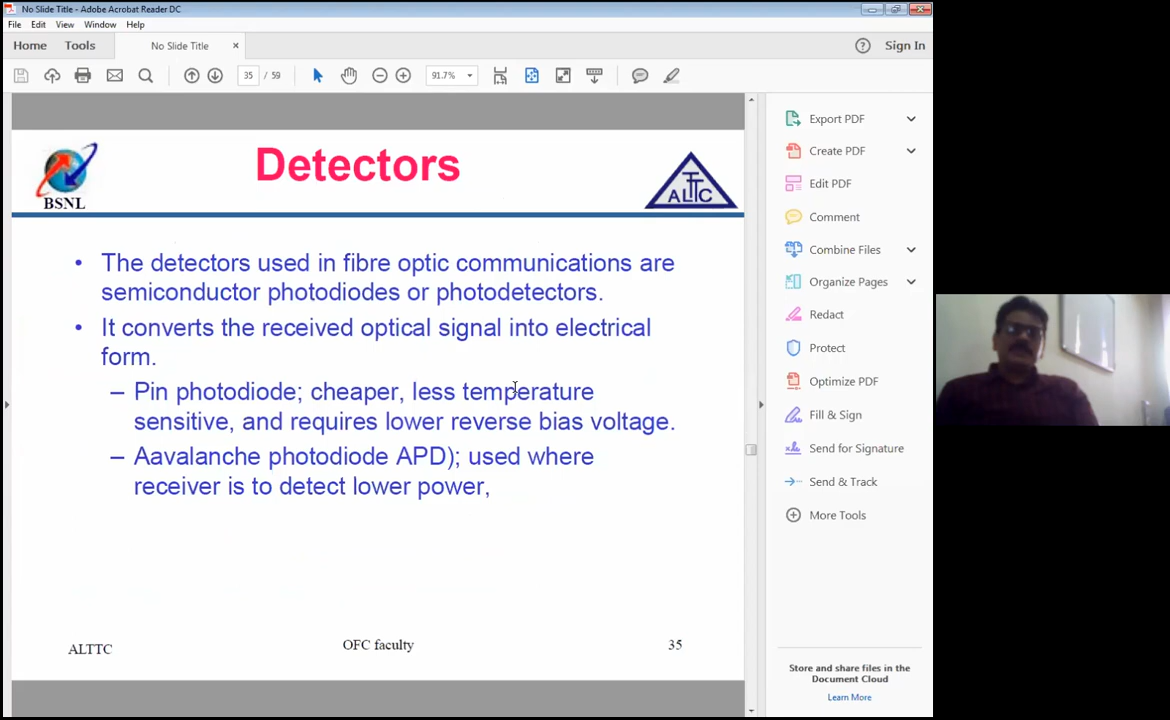 No Slide Title - Adobe Acrobat Reader DC
File Edit View Window Help
Home Tools No Slide Title × ? Sign In
35 / 59 91.7%
BSNL
Detectors
ALTTC
• The detectors used in fibre optic communications are
semiconductor photodiodes or photodetectors.
• It converts the received optical signal into electrical
form.
– Pin photodiode; cheaper, less temperature
sensitive, and requires lower reverse bias voltage.
– Aavalanche photodiode APD); used where
receiver is to detect lower power,
ALTTC OFC faculty 35
Export PDF
Create PDF
Edit PDF
Comment
Combine Files
Organize Pages
Redact
Protect
Optimize PDF
Fill & Sign
Send for Signature
Send & Track
More Tools
Store and share files in the
Document Cloud
Learn More